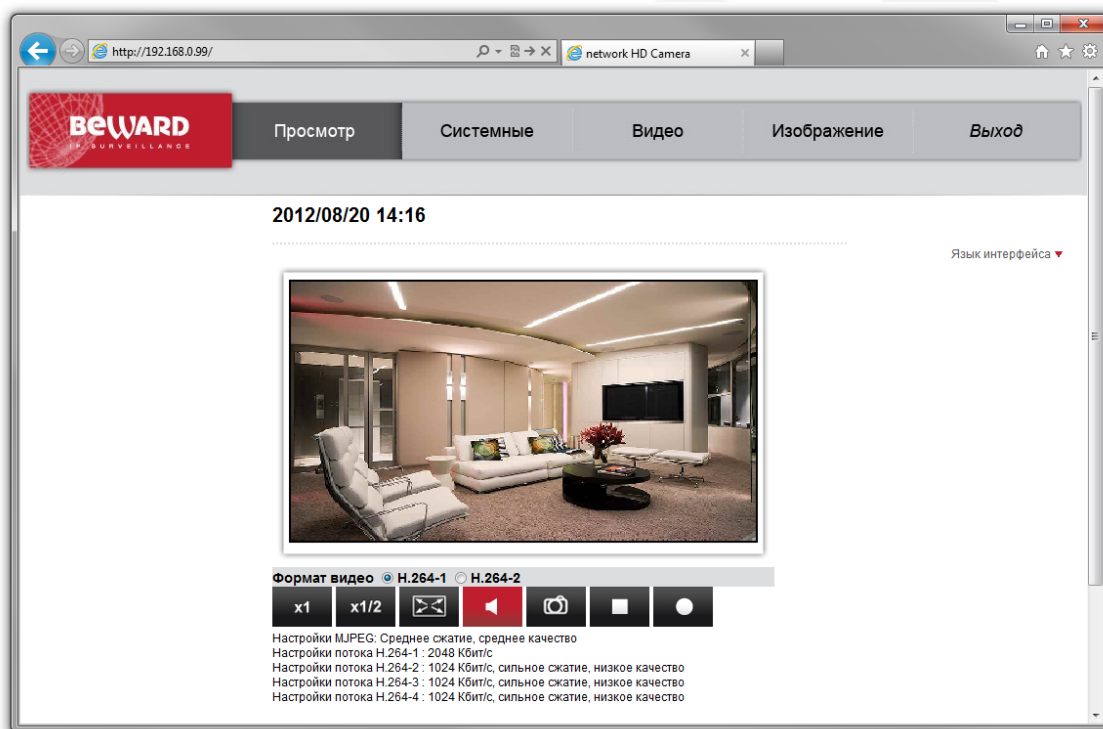 http://192.168.0.99/
network HD Camera
BEWARD
IP SURVEILLANCE
Просмотр
Системные
Видео
Изображение
Выход
2012/08/20 14:16
Язык интерфейса
Формат видео H.264-1 H.264-2
x1
x1/2
Настройки MJPEG: Среднее сжатие, среднее качество
Настройки потока H.264-1 : 2048 Кбит/с
Настройки потока H.264-2 : 1024 Кбит/с, сильное сжатие, низкое качество
Настройки потока H.264-3 : 1024 Кбит/с, сильное сжатие, низкое качество
Настройки потока H.264-4 : 1024 Кбит/с, сильное сжатие, низкое качество